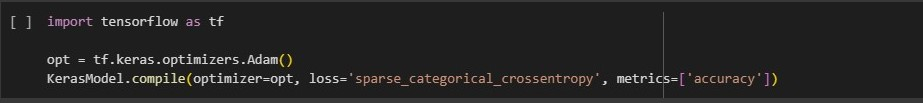 [ ] import tensorflow as tf
opt = tf.keras.optimizers.Adam()
KerasModel.compile(optimizer=opt, loss='sparse_categorical_crossentropy', metrics=['accuracy'])